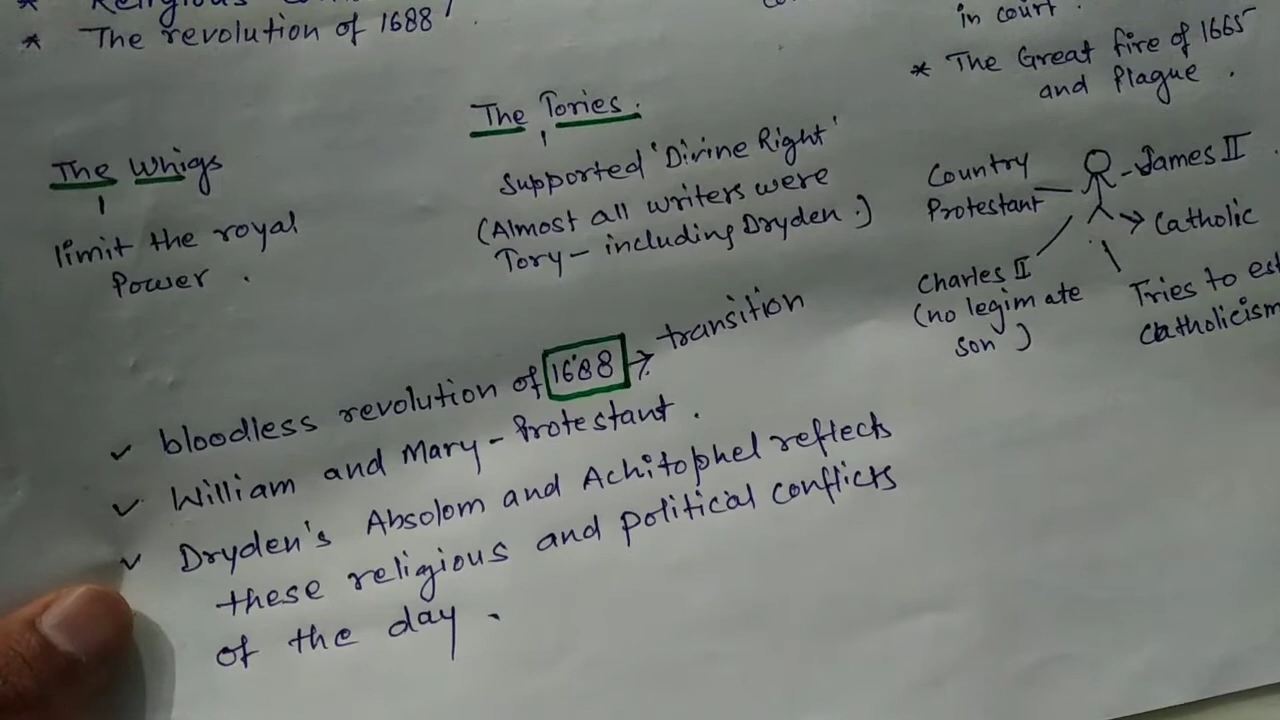 * The revolution of 1688
in court.
* The Great fire of 1665
and Plague.
The Whigs
limit the royal
Power.
The Tories.
Supported 'Divine Right'
(Almost all writers were
Tory - including Dryden.)
Country
Protestant
James II
Catholic
Charles II
(no legimate
son)
Tries to
Catholicism
✓ bloodless revolution of 1688 → transition
✓ William and Mary - Protestant.
✓ Dryden's Absolom and Achitophel reflects
these religious and political conflicts
of the day.